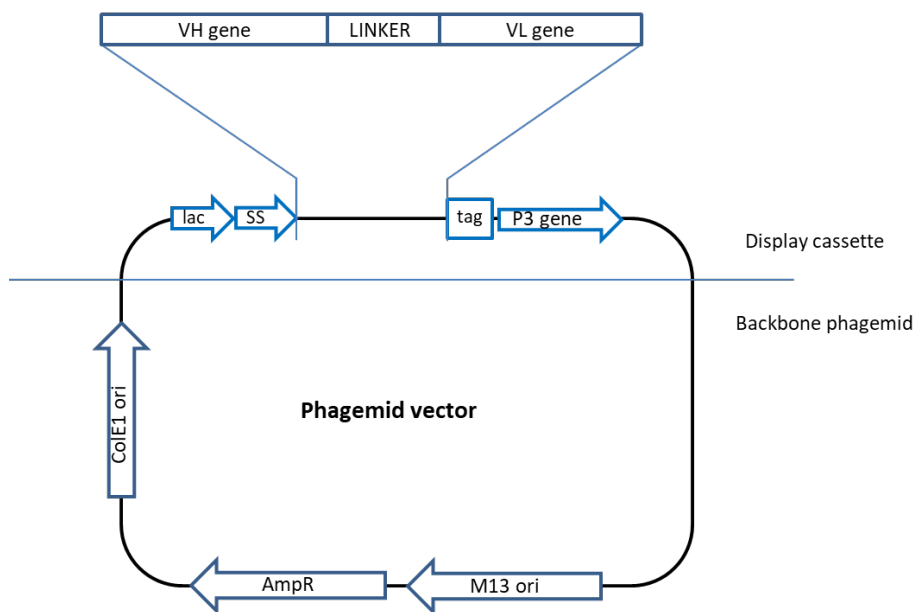 VH gene LINKER VL gene
lac SS tag P3 gene
Display cassette
Backbone phagemid
ColE1 ori
Phagemid vector
AmpR M13 ori